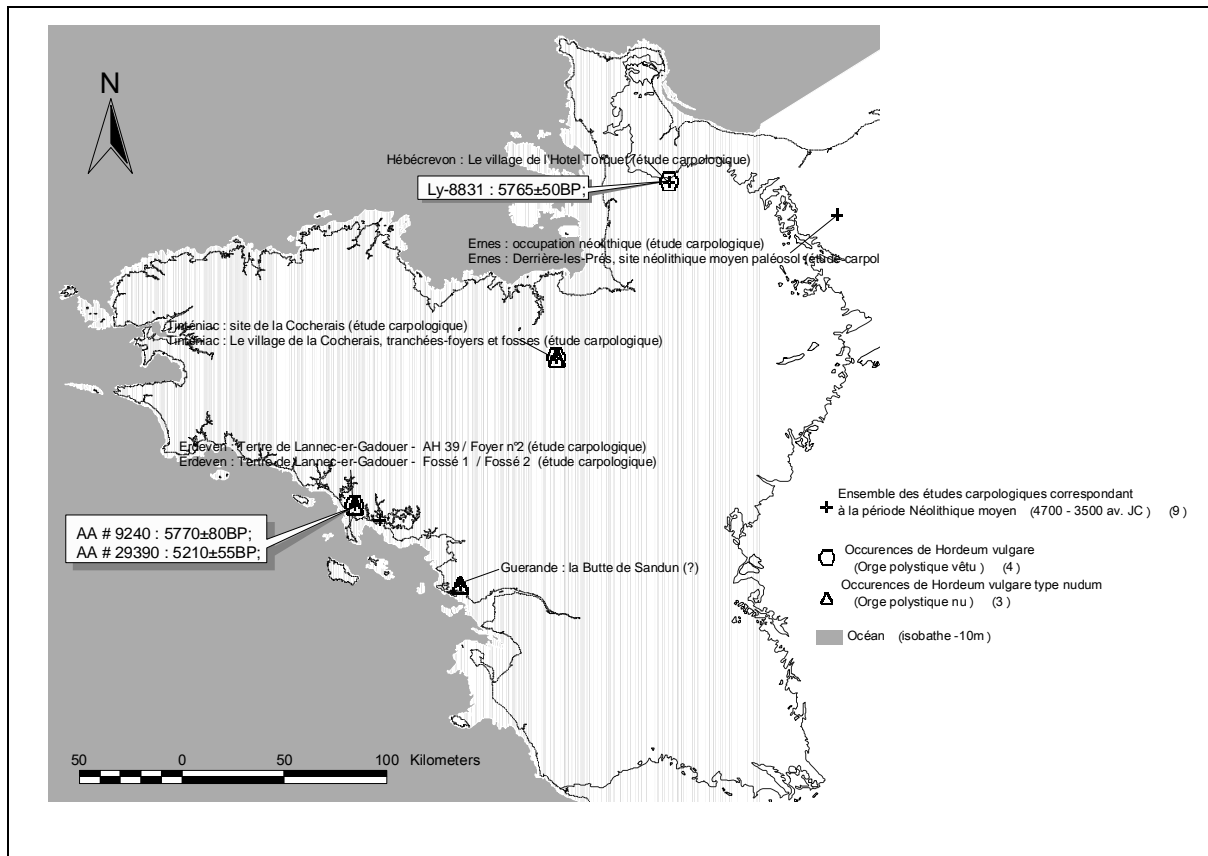 N
Hébécrevon : Le village de l'Hotel Torquet (étude carpologique)
Ly-8831 : 5765±50BP;
Ernes : occupation néolithique (étude carpologique)
Ernes : Derrière-les-Prés, site néolithique moyen paléosol (étude carpol
Tinténiac : site de la Cocherais (étude carpologique)
Tinténiac : Le village de la Cocherais, tranchées-foyers et fosses (étude carpologique)
Erdeven : Tertre de Lannec-er-Gadouer - AH 39 / Foyer n°2 (étude carpologique)
Erdeven : Tertre de Lannec-er-Gadouer - Fossé 1 / Fossé 2 (étude carpologique)
AA # 9240 : 5770±80BP;
AA # 29390 : 5210±55BP;
Guerande : la Butte de Sandun (?)
Ensemble des études carpologiques correspondant
à la période Néolithique moyen (4700 - 3500 av. JC) (9)
Occurences de Hordeum vulgare
(Orge polystique vêtu ) (4)
Occurences de Hordeum vulgare type nudum
(Orge polystique nu ) (3)
Océan (isobathe -10m )
50 0 50 100 Kilometers